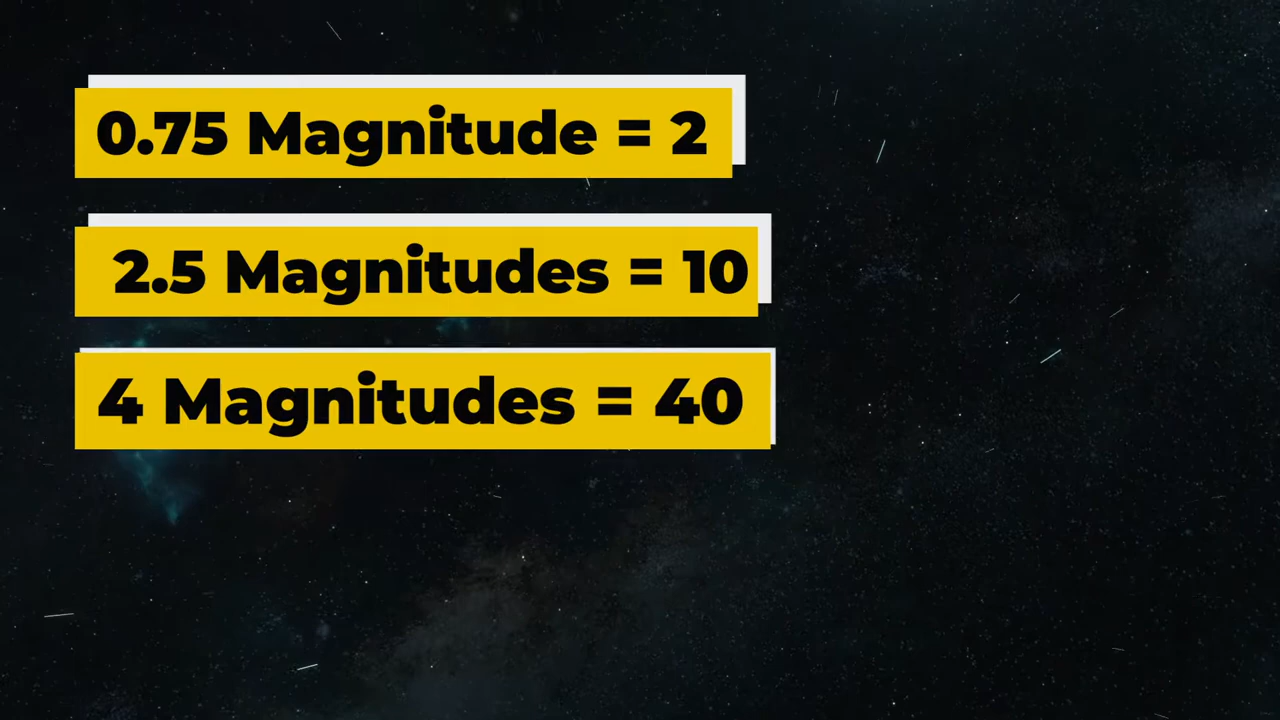 0.75 Magnitude = 2
2.5 Magnitudes = 10
4 Magnitudes = 40